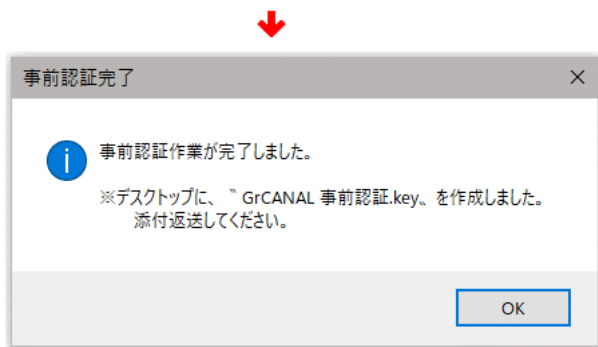 事前認証完了
事前認証作業が完了しました。
※デスクトップに、〝 GrCANAL 事前認証.key〟を作成しました。
添付返送してください。
OK